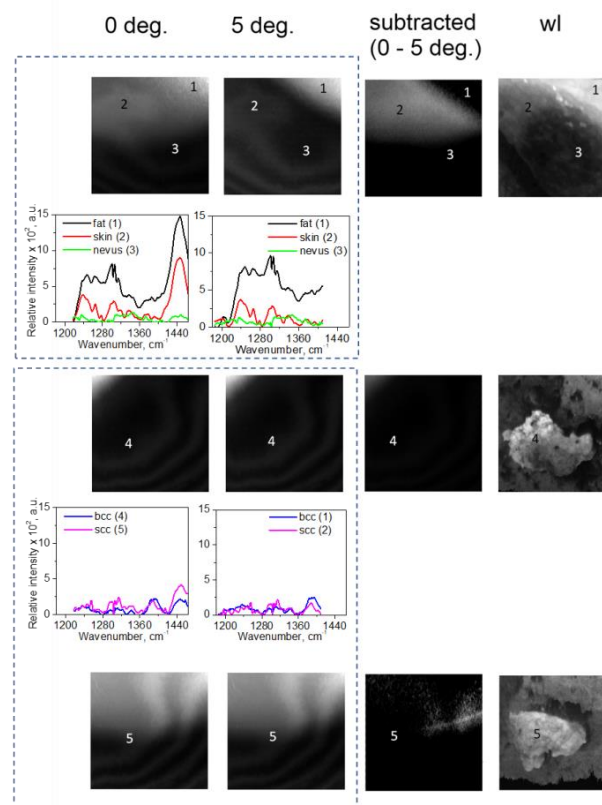 0 deg.
5 deg.
subtracted
(0 - 5 deg.)
wl
1
2
3
1
2
3
1
2
3
1
2
3
Relative intensity x 10², a.u.
15
10
5
0
fat (1)
skin (2)
nevus (3)
1200 1280 1360 1440
Wavenumber, cm⁻¹
15
10
5
0
fat (1)
skin (2)
nevus (3)
1200 1280 1360 1440
Wavenumber, cm⁻¹
4
4
4
4
Relative intensity x 10², a.u.
15
10
5
0
bcc (4)
scc (5)
1200 1280 1360 1440
Wavenumber, cm⁻¹
15
10
5
0
bcc (1)
scc (2)
1200 1280 1360 1440
Wavenumber, cm⁻¹
5
5
5
5